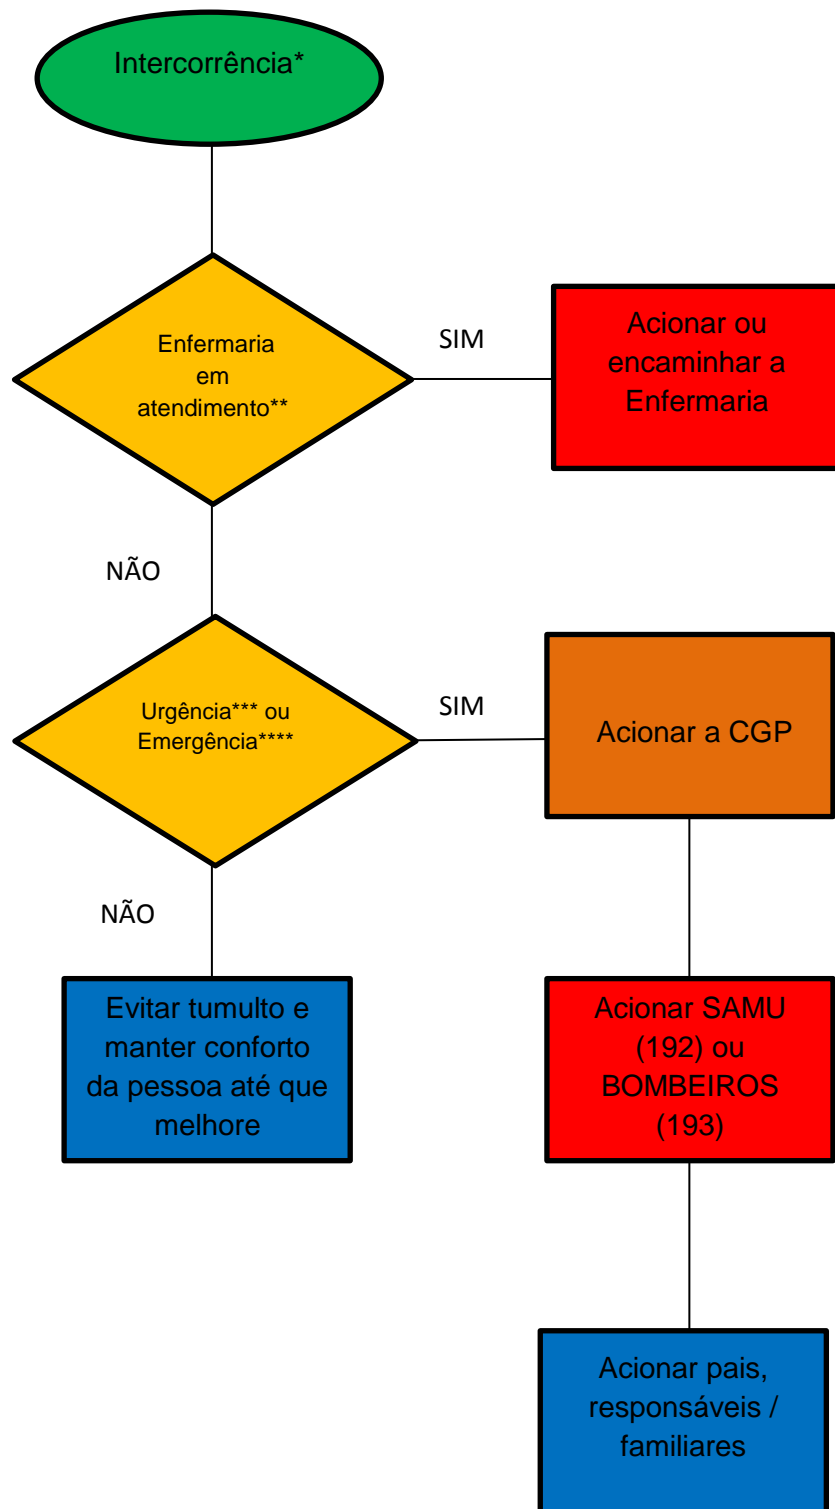 Intercorrência*
Enfermaria
em
atendimento**
SIM
Acionar ou
encaminhar a
Enfermaria
NÃO
Urgência*** ou
Emergência****
SIM
Acionar a CGP
NÃO
Evitar tumulto e
manter conforto
da pessoa até que
melhore
Acionar SAMU
(192) ou
BOMBEIROS
(193)
Acionar pais,
responsáveis /
familiares